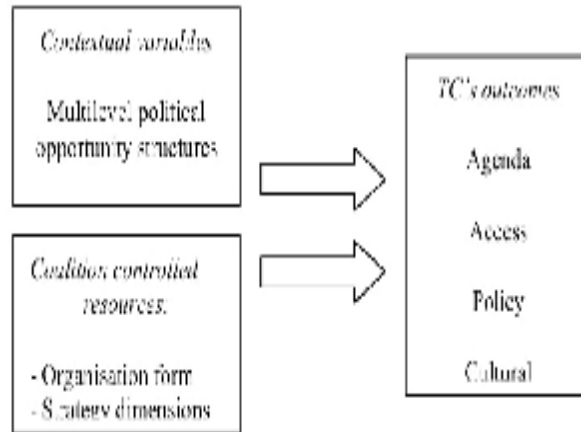 Contextual variables
Multilevel political
opportunity structures
Coalition controlled
resources:
- Organisation form
- Strategy dimensions
TC's outcomes
Agenda
Access
Policy
Cultural